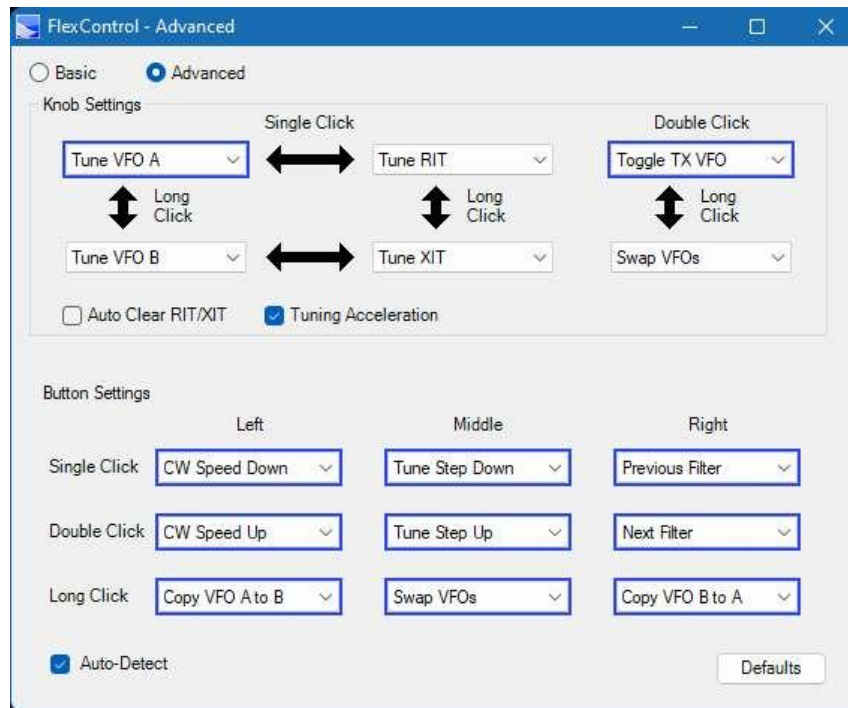 FlexControl - Advanced
Basic Advanced
Knob Settings
Single Click Double Click
Tune VFO A Tune RIT Toggle TX VFO
Long Click Long Click Long Click
Tune VFO B Tune XIT Swap VFOs
Auto Clear RIT/XIT Tuning Acceleration
Button Settings
Left Middle Right
Single Click CW Speed Down Tune Step Down Previous Filter
Double Click CW Speed Up Tune Step Up Next Filter
Long Click Copy VFO A to B Swap VFOs Copy VFO B to A
Auto-Detect Defaults